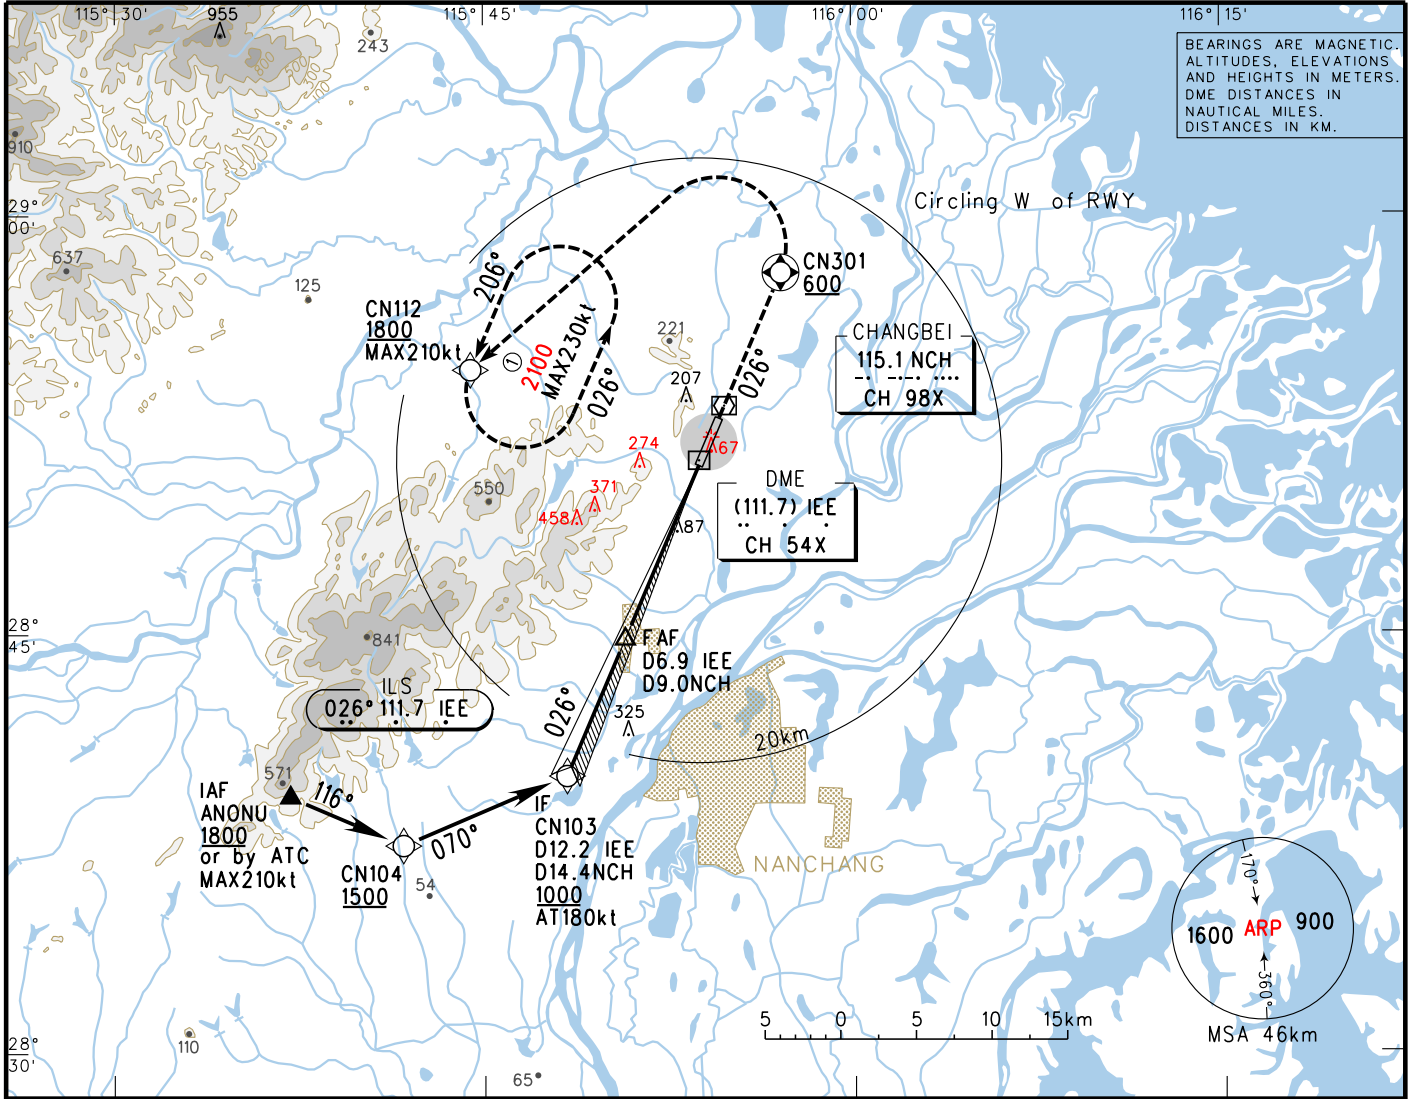 115° 30'
115° 45'
116° 00'
116° 15'
955
243
BEARINGS ARE MAGNETIC.
ALTITUDES, ELEVATIONS
AND HEIGHTS IN METERS.
DME DISTANCES IN
NAUTICAL MILES.
DISTANCES IN KM.
800
500
910
29°
00'
Circling W of RWY
637
125
206°
CN301
600
CN112
1800
MAX210kt
1
2100
MAX230kt
026°
221
207
026°
CHANGBEI
115.1 NCH
CH 98X
274
67
371
458
550
87
DME
(111.7) IEE
CH 54X
28°
45'
841
FAF
D6.9 IEE
D9.0NCH
ILS
026° 111.7 IEE
026°
325
20km
571
IAF
ANONU
1800
or by ATC
MAX210kt
116°
070°
CN104
1500
54
IF
CN103
D12.2 IEE
D14.4NCH
1000
AT180kt
NANCHANG
170°
1600
ARP
900
360°
MSA 46km
5 0 5 10 15km
28°
30'
110
65